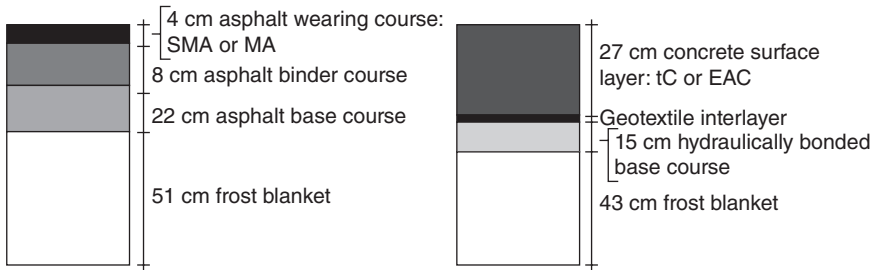 4 cm asphalt wearing course:
SMA or MA
8 cm asphalt binder course
22 cm asphalt base course
51 cm frost blanket
27 cm concrete surface
layer: tC or EAC
Geotextile interlayer
15 cm hydraulically bonded
base course
43 cm frost blanket